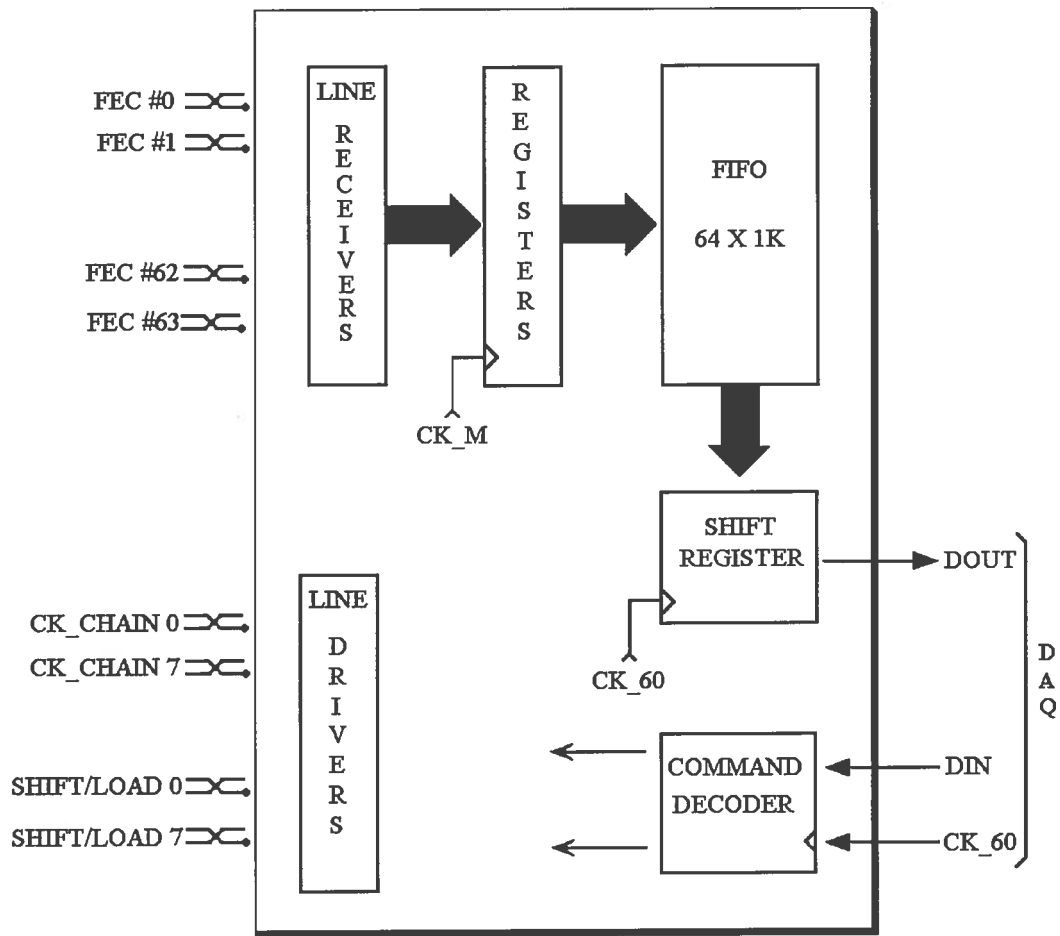 FEC #0
FEC #1
FEC #62
FEC #63
LINE
RECEIVERS
REGISTERS
CK_M
FIFO
64 X 1K
SHIFT
REGISTER
CK_60
DOUT
CK_CHAIN 0
CK_CHAIN 7
SHIFT/LOAD 0
SHIFT/LOAD 7
LINE
DRIVERS
COMMAND
DECODER
DIN
CK_60
DAQ